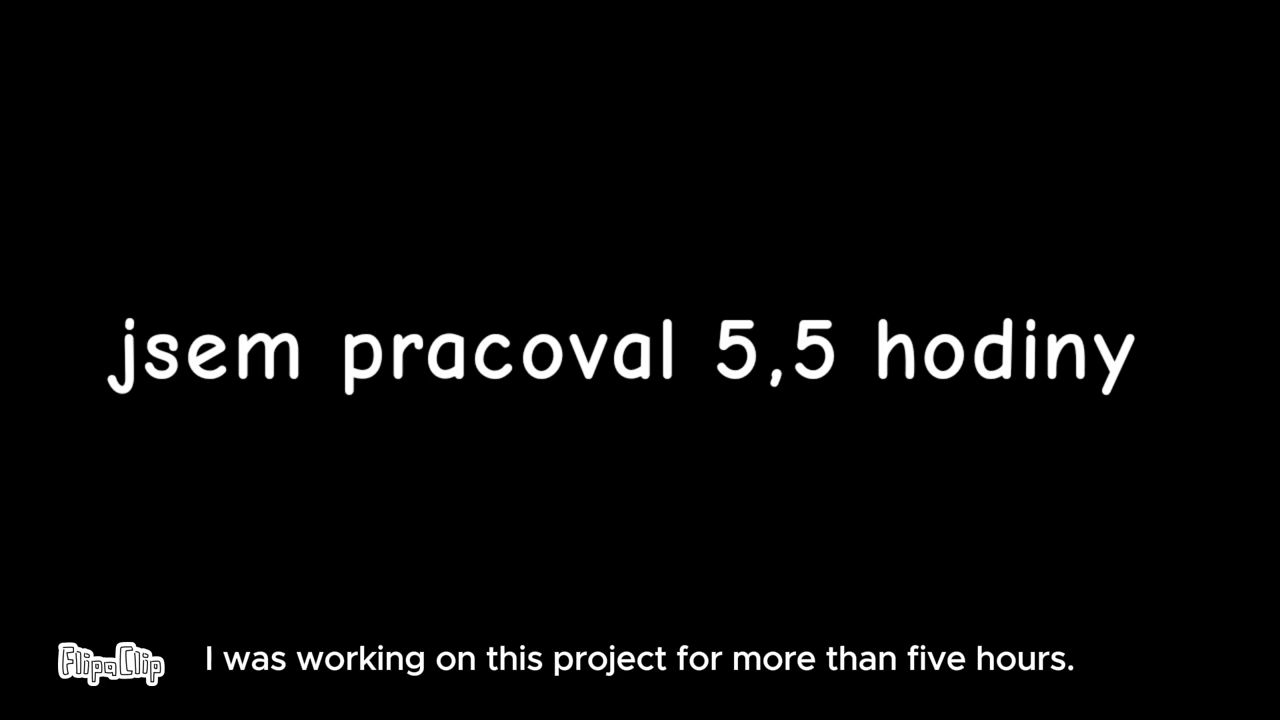 jsem pracoval 5,5 hodiny
FlipaClip
I was working on this project for more than five hours.